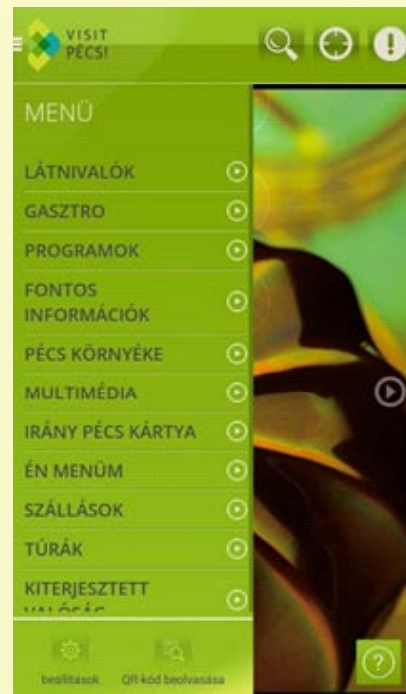 VISIT
PÉCS!
MENÜ
LÁTNIVALÓK
GASZTRO
PROGRAMOK
FONTOS
INFORMÁCIÓK
PÉCS KÖRNYÉKE
MULTIMÉDIA
IRÁNY PÉCS KÁRTYA
ÉN MENÜM
SZÁLLÁSOK
TÚRÁK
KITERJESZTETT
VALÓSÁG
beállítások QR-kód beolvasása